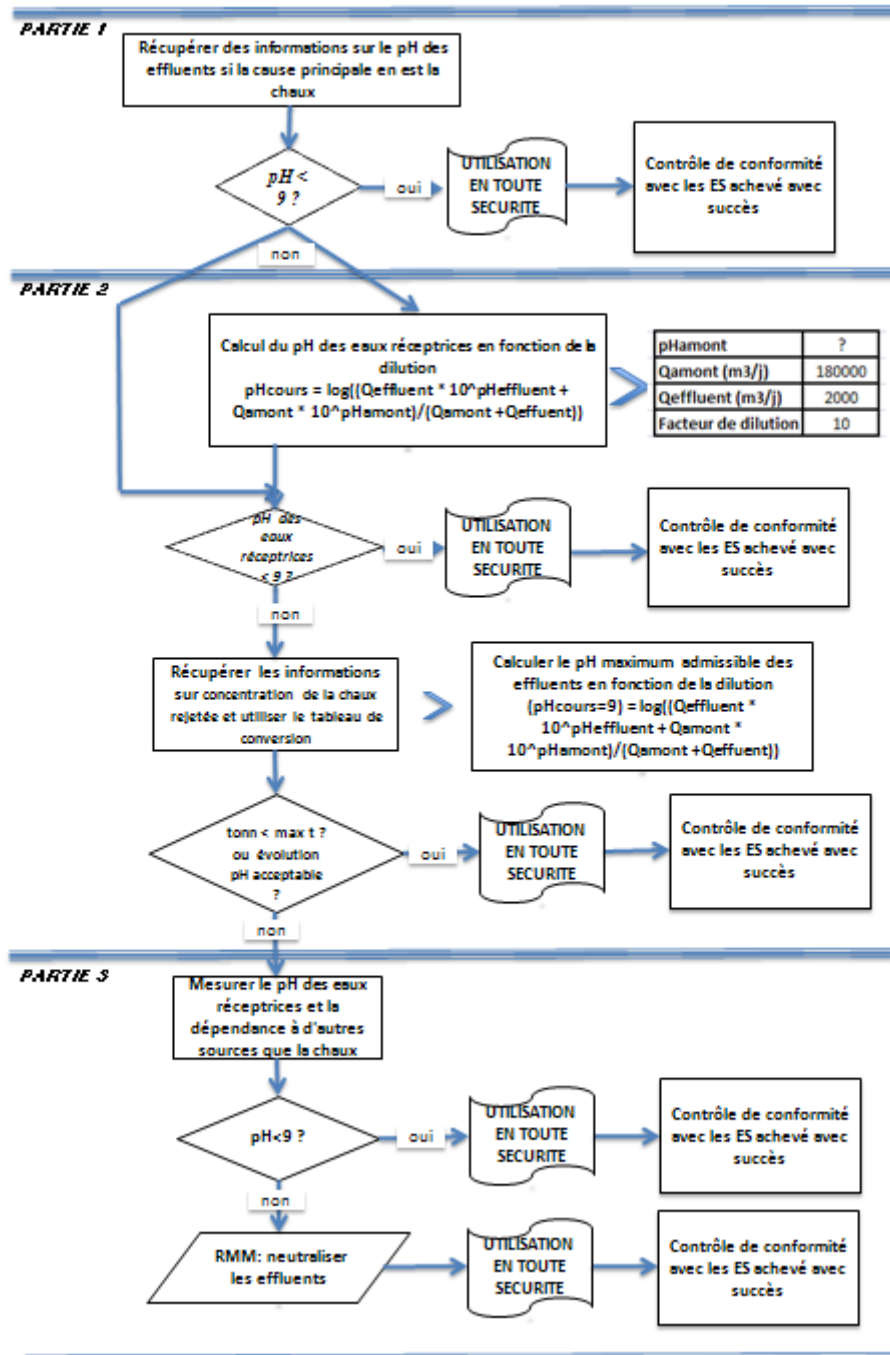 PARTIE 1
Récupérer des informations sur le pH des
effluents si la cause principale en est la
chaux
pH <
9 ?
oui
UTILISATION
EN TOUTE
SECURITE
Contrôle de conformité
avec les ES achevé avec
succès
non
PARTIE 2
Calcul du pH des eaux réceptrices en fonction de la
dilution
pHcours = log((Qeffluent * 10^pHeffluent +
Qamont * 10^pHamont)/(Qamont +Qeffuent))
pHamont ?
Qamont (m3/j) 180000
Qeffluent (m3/j) 2000
Facteur de dilution 10
pH des
eaux
réceptrices
< 9 ?
oui
UTILISATION
EN TOUTE
SECURITE
Contrôle de conformité
avec les ES achevé avec
succès
non
Récupérer les informations
sur concentration de la chaux
rejetée et utiliser le tableau de
conversion
Calculer le pH maximum admissible des
effluents en fonction de la dilution
(pHcours=9) = log((Qeffluent *
10^pHeffluent + Qamont *
10^pHamont)/(Qamont +Qeffuent))
tonn < max t ?
ou évolution
pH acceptable
?
oui
UTILISATION
EN TOUTE
SECURITE
Contrôle de conformité
avec les ES achevé avec
succès
non
PARTIE 3
Mesurer le pH des eaux
réceptrices et la
dépendance à d'autres
sources que la chaux
pH<9 ?
oui
UTILISATION
EN TOUTE
SECURITE
Contrôle de conformité
avec les ES achevé avec
succès
non
RMM: neutraliser
les effluents
UTILISATION
EN TOUTE
SECURITE
Contrôle de conformité
avec les ES achevé avec
succès